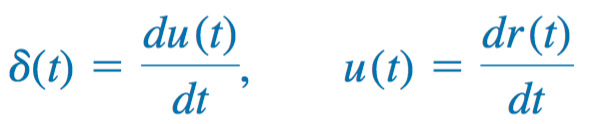 δ(t) = du(t)/dt, u(t) = dr(t)/dt